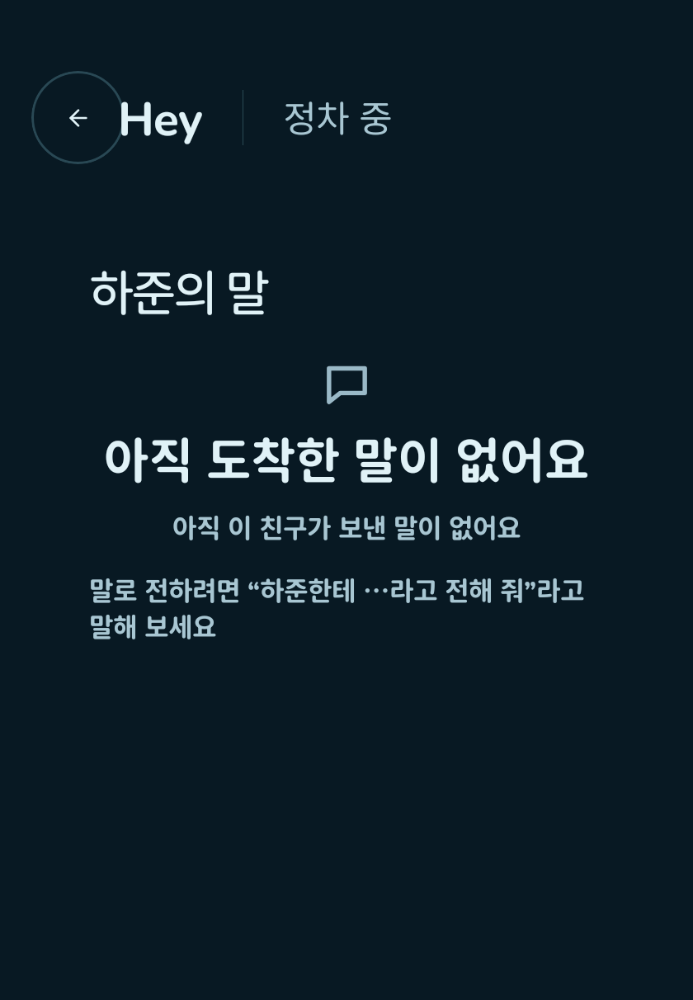 Hey
정차 중
하준의 말
아직 도착한 말이 없어요
아직 이 친구가 보낸 말이 없어요
말로 전하려면 “하준한테 …라고 전해 줘”라고
말해 보세요